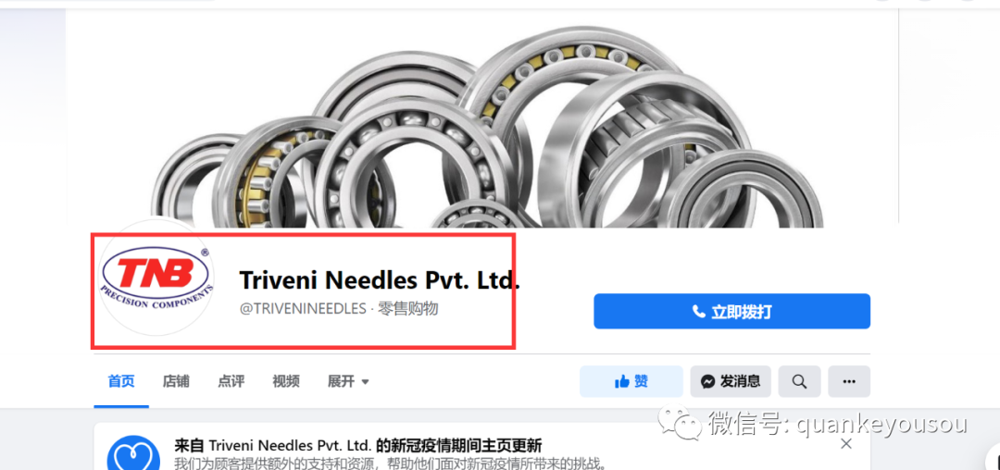 TNB®
PRECISION COMPONENTS
Triveni Needles Pvt. Ltd.
@TRIVENINEEDLES · 零售购物
立即拨打
首页 店铺 点评 视频 展开
赞 发消息
微信号: quankeyousou
来自 Triveni Needles Pvt. Ltd. 的新冠疫情期间主页更新
我们为顾客提供额外的支持和资源，帮助他们面对新冠疫情所带来的挑战。